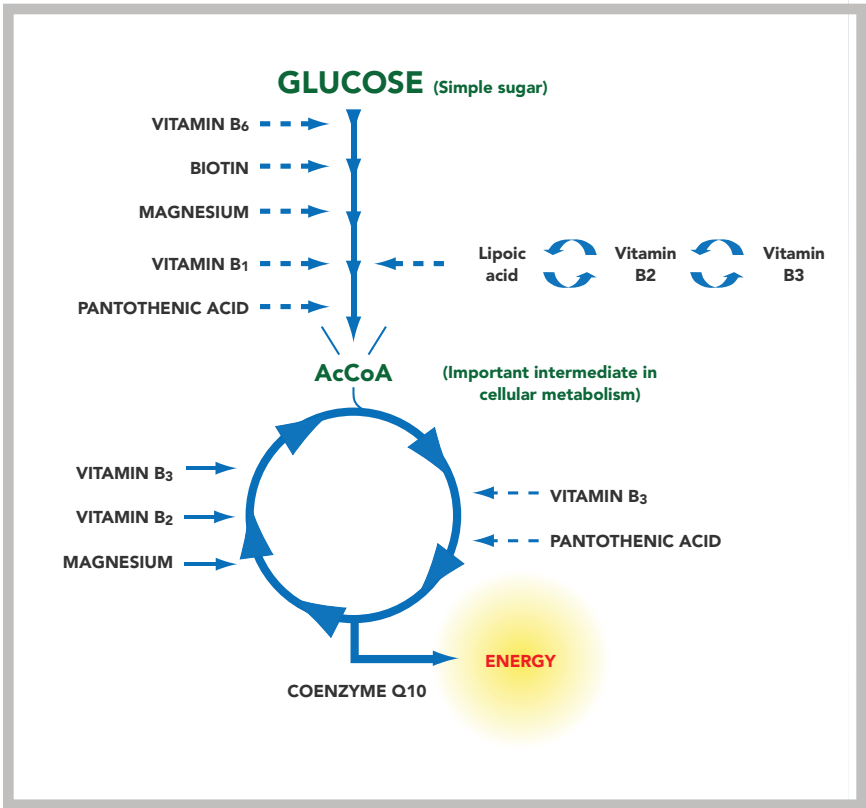 GLUCOSE (Simple sugar)
VITAMIN B6
BIOTIN
MAGNESIUM
VITAMIN B1
PANTOTHENIC ACID
Lipoic
acid
Vitamin
B2
Vitamin
B3
AcCoA
(Important intermediate in
cellular metabolism)
VITAMIN B3
VITAMIN B2
MAGNESIUM
VITAMIN B3
PANTOTHENIC ACID
ENERGY
COENZYME Q10